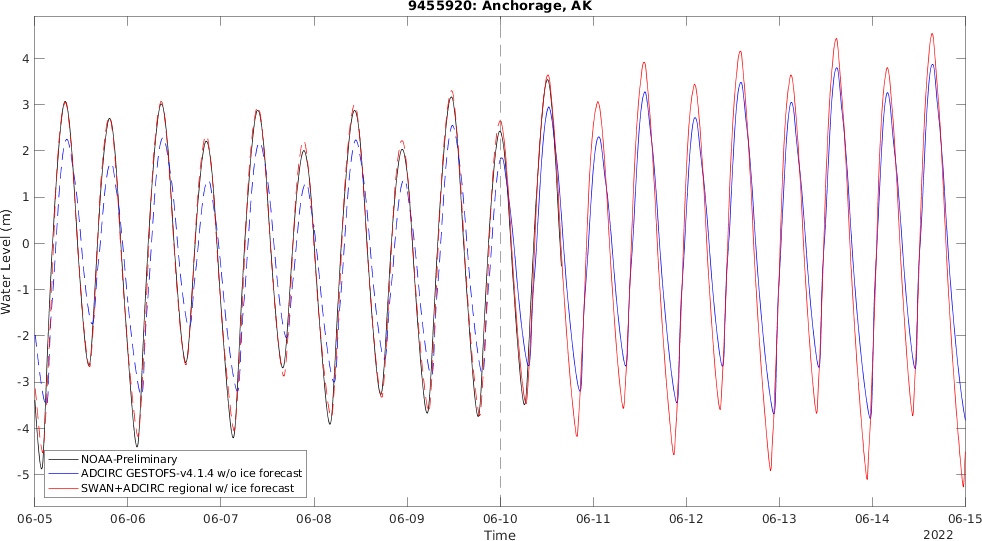 9455920: Anchorage, AK
Water Level (m)
4
3
2
1
0
-1
-2
-3
-4
-5
NOAA-Preliminary
ADCIRC GESTOFS-v4.1.4 w/o ice forecast
SWAN+ADCIRC regional w/ ice forecast
06-05 06-06 06-07 06-08 06-09 06-10 06-11 06-12 06-13 06-14 06-15
Time
2022